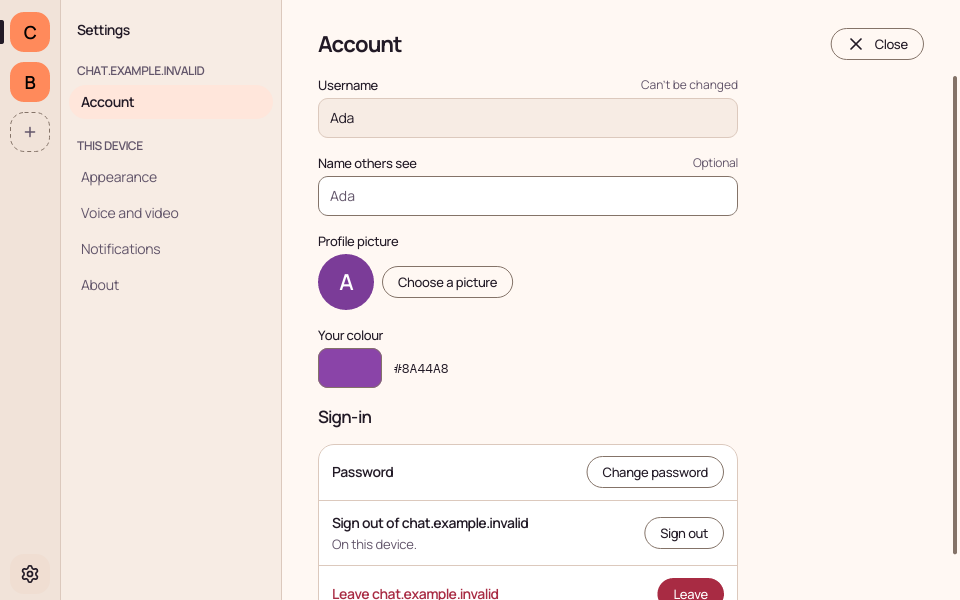 C
B
Settings
CHAT.EXAMPLE.INVALID
Account
THIS DEVICE
Appearance
Voice and video
Notifications
About
Account
Close
Username
Can't be changed
Ada
Name others see
Optional
Ada
Profile picture
A
Choose a picture
Your colour
#8A44A8
Sign-in
Password
Change password
Sign out of chat.example.invalid
On this device.
Sign out
Leave chat.example.invalid
Leave